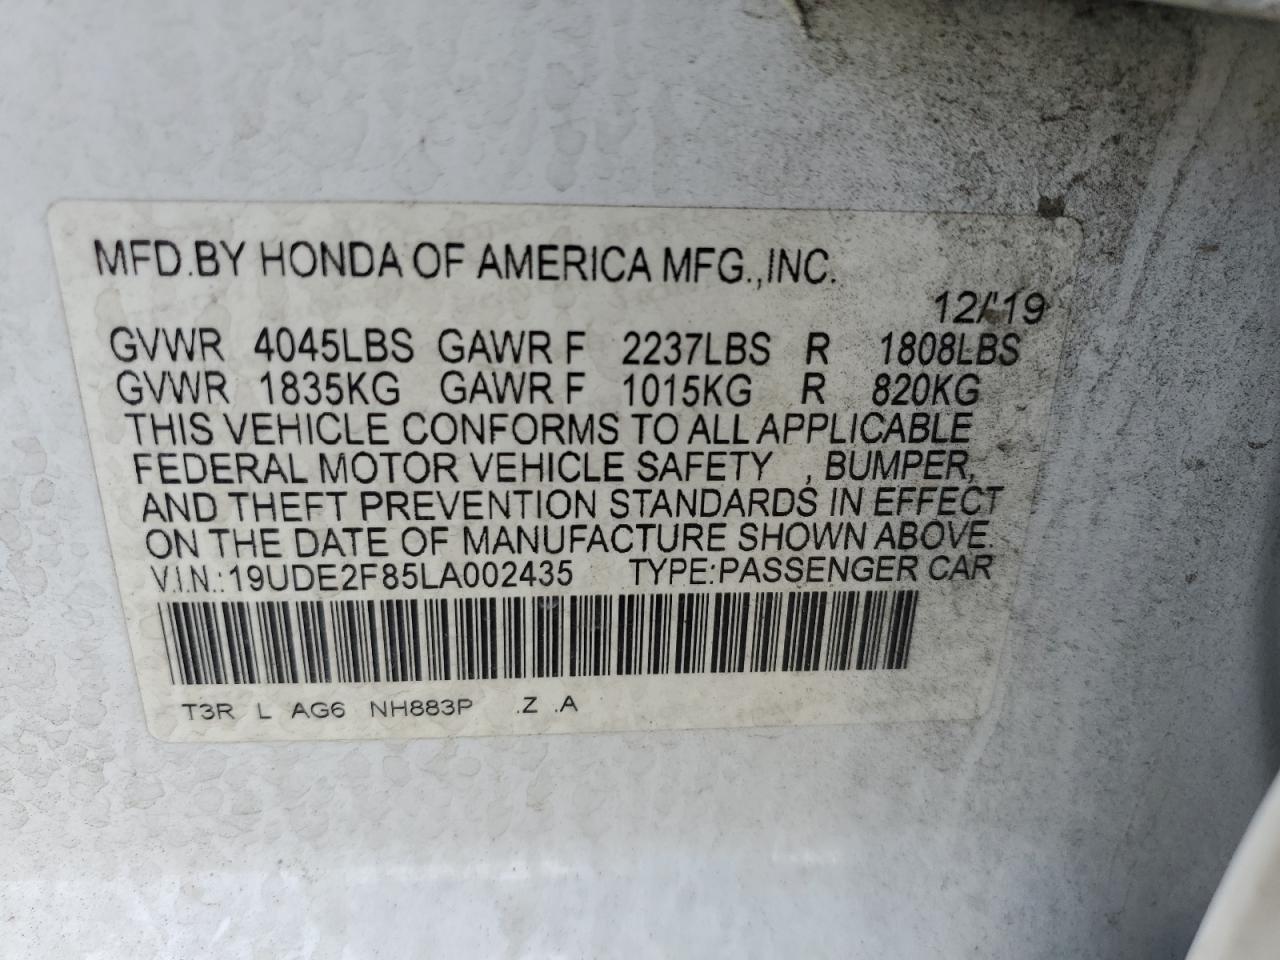 MFD.BY HONDA OF AMERICA MFG.,INC.
12/19
GVWR 4045LBS GAWR F 2237LBS R 1808LBS
GVWR 1835KG GAWR F 1015KG R 820KG
THIS VEHICLE CONFORMS TO ALL APPLICABLE
FEDERAL MOTOR VEHICLE SAFETY , BUMPER,
AND THEFT PREVENTION STANDARDS IN EFFECT
ON THE DATE OF MANUFACTURE SHOWN ABOVE
V.I.N.:19UDE2F85LA002435 TYPE:PASSENGER CAR
T3R L AG6 NH883P .Z .A